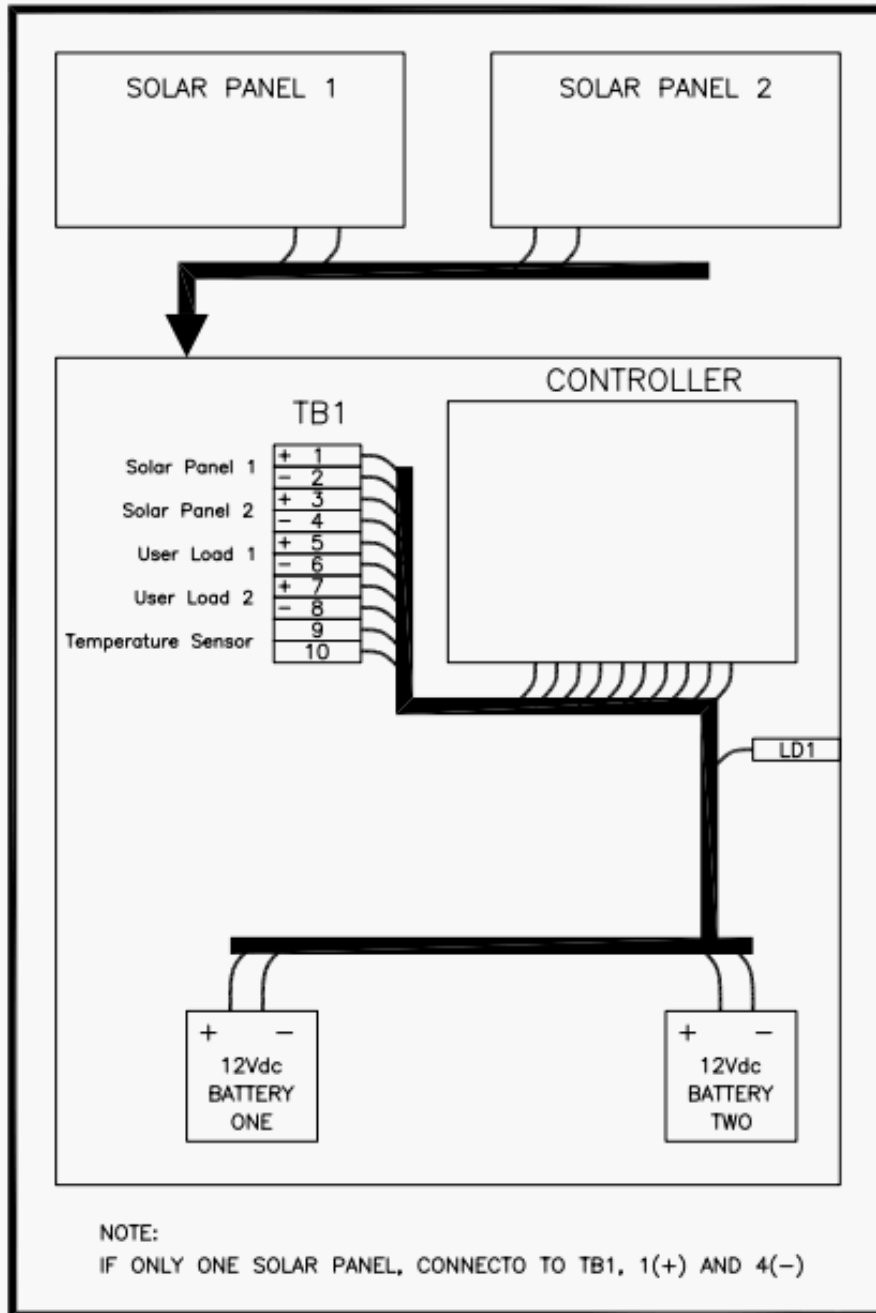 SOLAR PANEL 1
SOLAR PANEL 2
CONTROLLER
TB1
Solar Panel 1
+ 1
- 2
Solar Panel 2
+ 3
- 4
User Load 1
+ 5
- 6
User Load 2
+ 7
- 8
Temperature Sensor
9
10
LD1
+ -
12Vdc
BATTERY
ONE
+ -
12Vdc
BATTERY
TWO
NOTE:
IF ONLY ONE SOLAR PANEL, CONNECTO TO TB1, 1(+) AND 4(-)